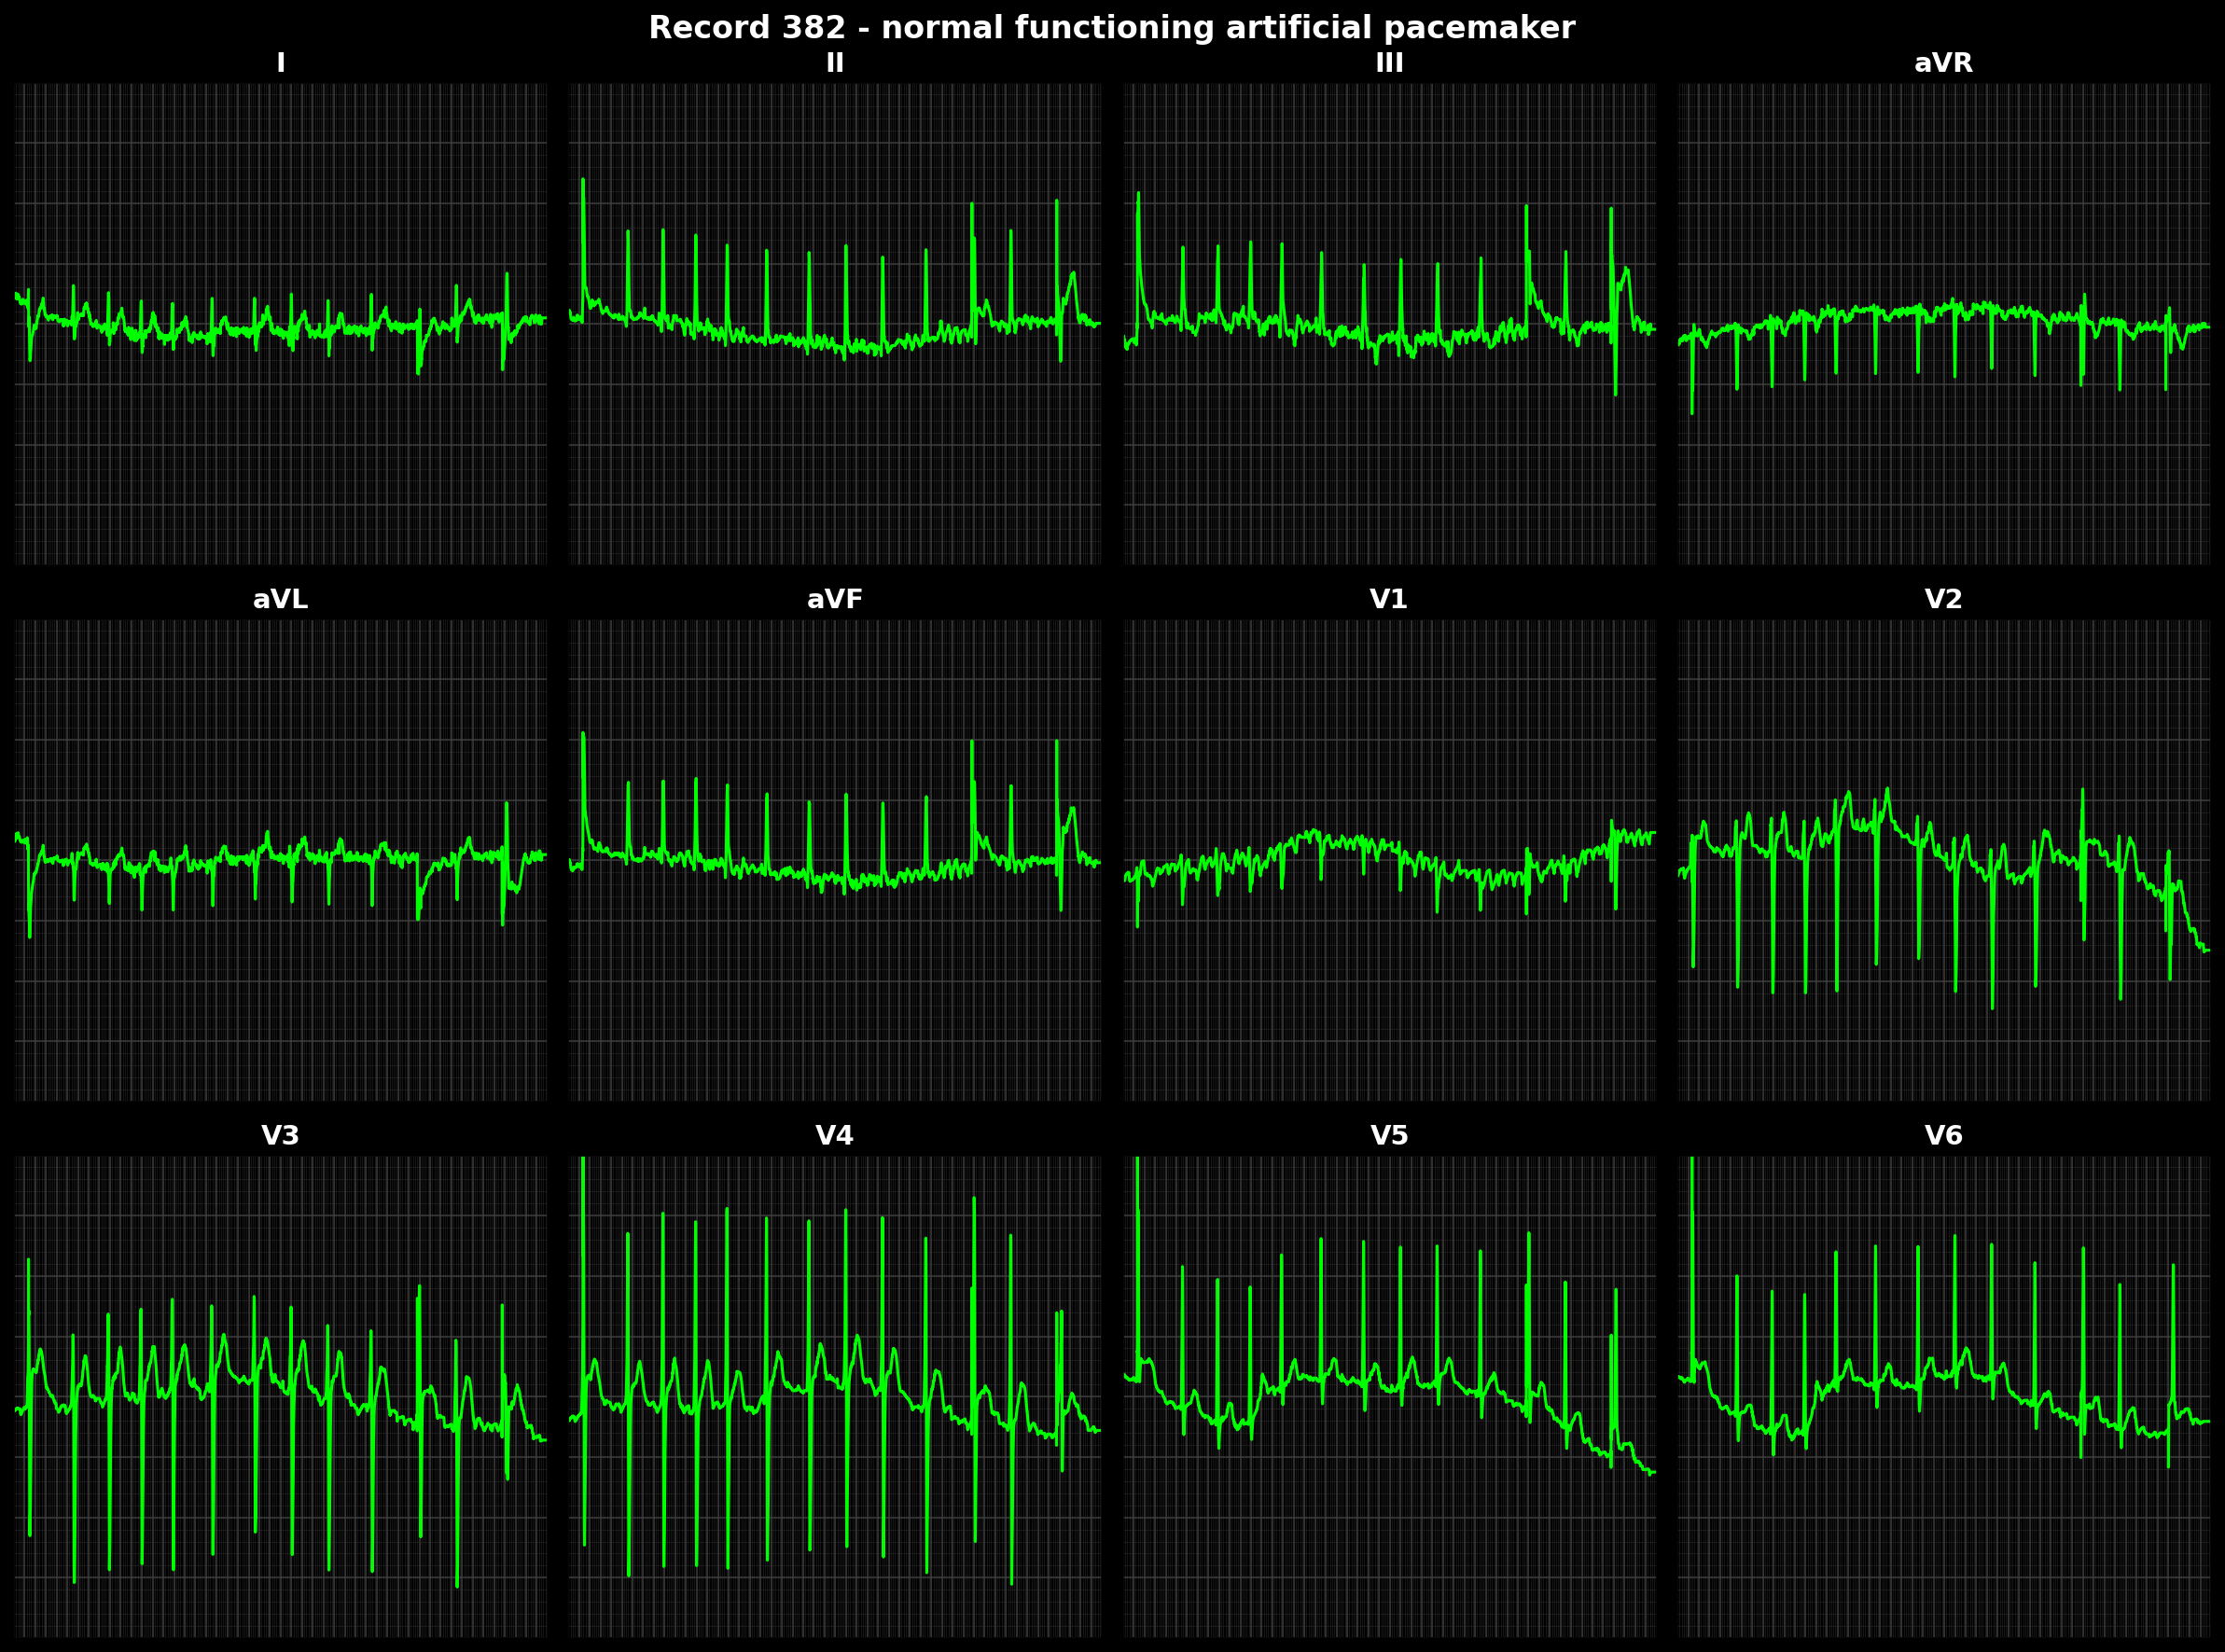 Record 382 - normal functioning artificial pacemaker
I
II
III
aVR
aVL
aVF
V1
V2
V3
V4
V5
V6